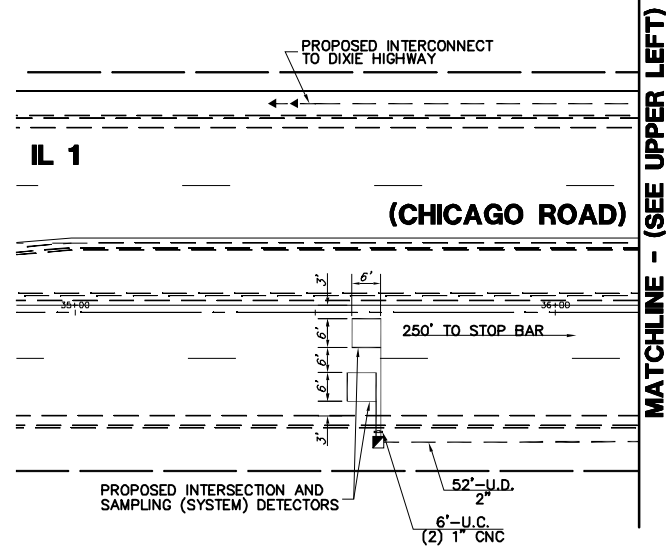 PROPOSED INTERCONNECT
TO DIXIE HIGHWAY
IL 1
(CHICAGO ROAD)
MATCHLINE - (SEE UPPER LEFT)
6'
3'
35+00
36+00
6'
250' TO STOP BAR
6'
6'
3'
PROPOSED INTERSECTION AND
SAMPLING (SYSTEM) DETECTORS
52'-U.D.
2"
6'-U.C.
(2) 1" CNC